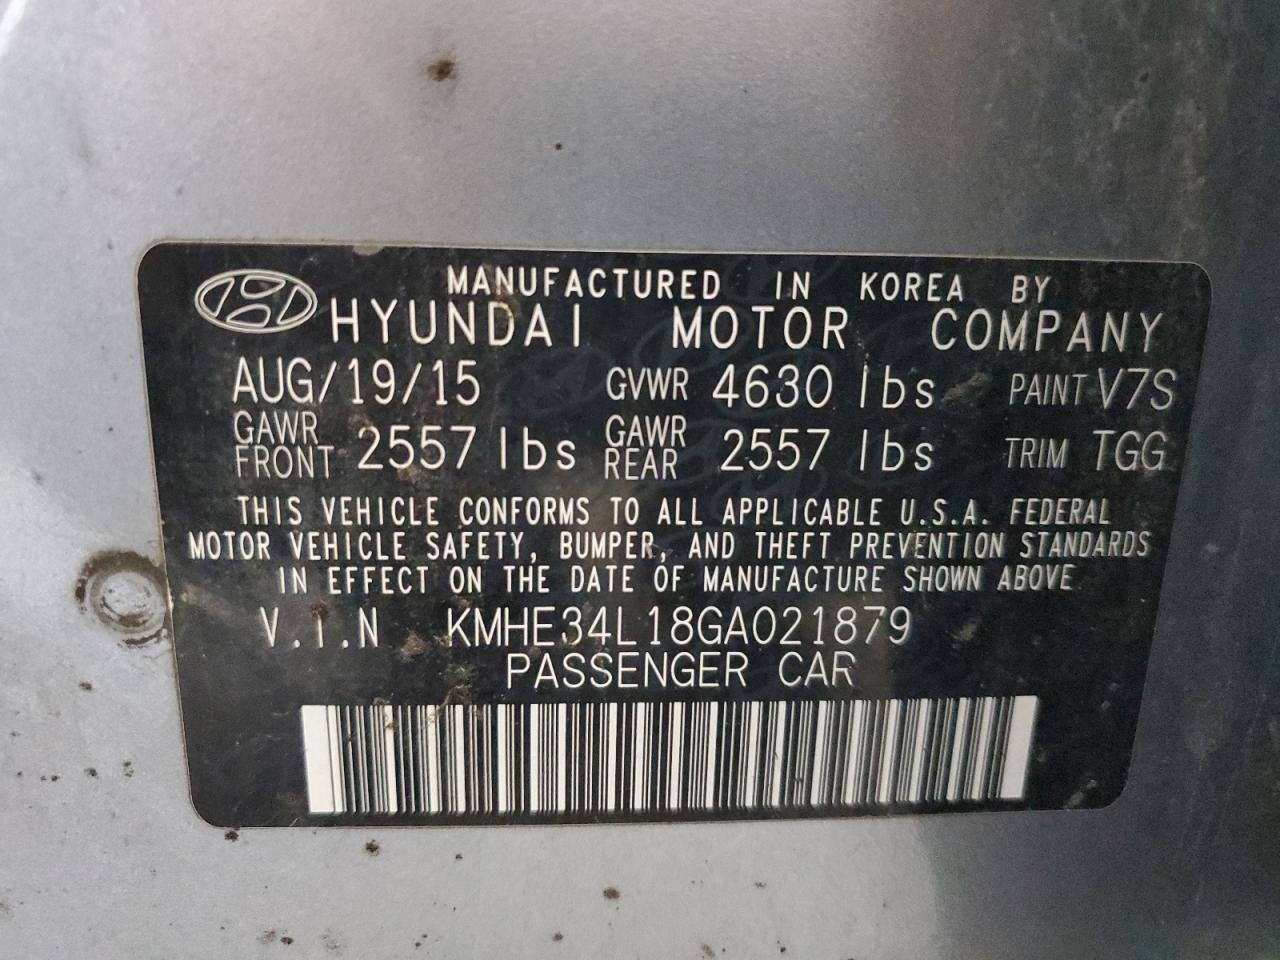 MANUFACTURED IN KOREA BY
HYUNDAI MOTOR COMPANY
AUG/19/15 GVWR 4630 lbs PAINT V7S
GAWR FRONT 2557 lbs GAWR REAR 2557 lbs TRIM TGG
THIS VEHICLE CONFORMS TO ALL APPLICABLE U.S.A. FEDERAL
MOTOR VEHICLE SAFETY, BUMPER, AND THEFT PREVENTION STANDARDS
IN EFFECT ON THE DATE OF MANUFACTURE SHOWN ABOVE
V.I.N KMHE34L18GA021879
PASSENGER CAR